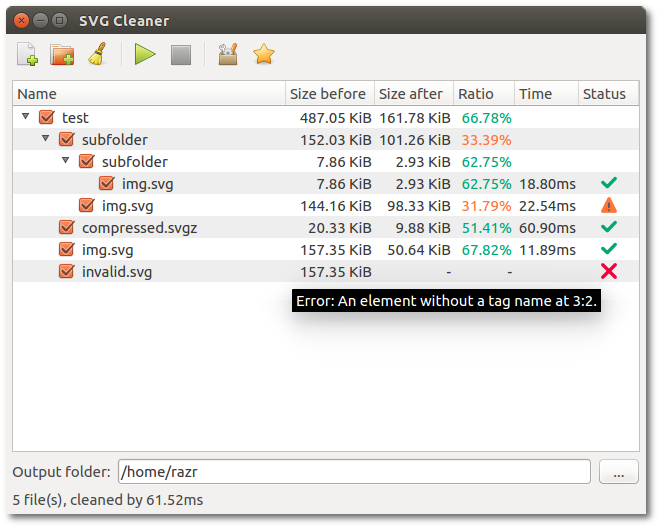 SVG Cleaner
Name Size before Size after Ratio Time Status
test 487.05 KiB 161.78 KiB 66.78%
subfolder 152.03 KiB 101.26 KiB 33.39%
subfolder 7.86 KiB 2.93 KiB 62.75%
img.svg 7.86 KiB 2.93 KiB 62.75% 18.80ms
img.svg 144.16 KiB 98.33 KiB 31.79% 22.54ms
compressed.svgz 20.33 KiB 9.88 KiB 51.41% 60.90ms
img.svg 157.35 KiB 50.64 KiB 67.82% 11.89ms
invalid.svg 157.35 KiB - -
Error: An element without a tag name at 3:2.
Output folder: /home/razr ...
5 file(s), cleaned by 61.52ms